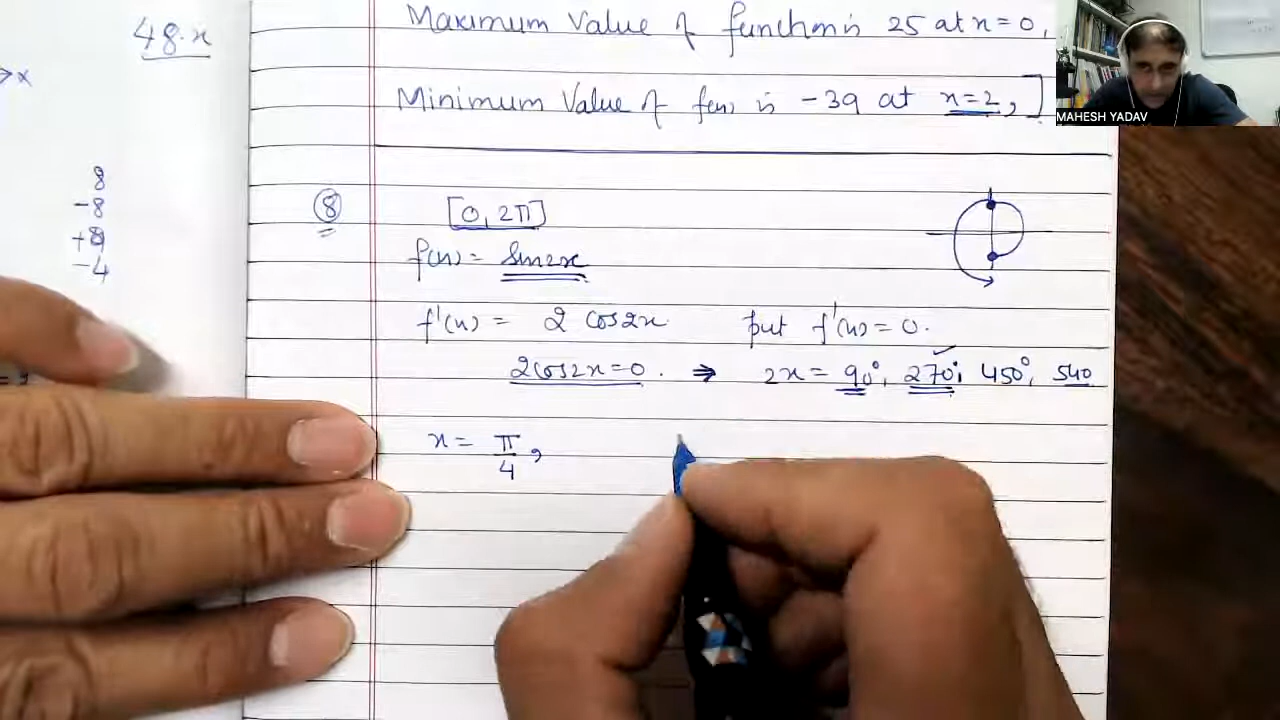 48·x
Maximum Value of function is 25 at x=0,
>x
Minimum Value of f(x) is -39 at x=2,]
MAHESH YADAV
8
-8
+8
-4
⑧ [0, 2π]
f(x) = Sin2x
f'(x) = 2 cos2x put f'(x)=0.
2cos2x=0. ⇒ 2x = 90°, 270°, 450°, 540
x= π/4,